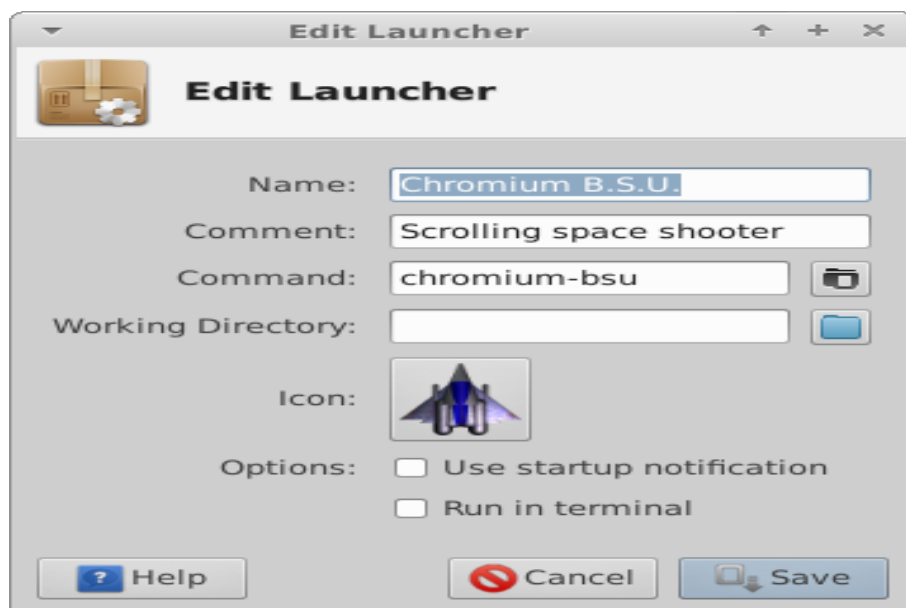 Edit Launcher
Edit Launcher
Name: Chromium B.S.U.
Comment: Scrolling space shooter
Command: chromium-bsu
Working Directory:
Icon:
Options: Use startup notification
Run in terminal
Help Cancel Save